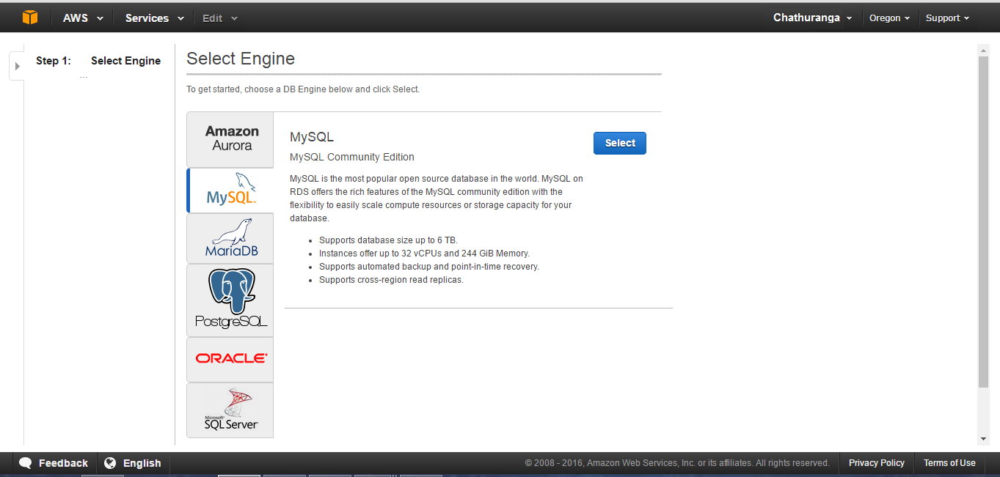 AWS Services Edit Chathuranga Oregon Support
Step 1: Select Engine
...
Select Engine
To get started, choose a DB Engine below and click Select.
Amazon
Aurora
MySQL
MariaDB
PostgreSQL
ORACLE
Microsoft
SQL Server
MySQL
Select
MySQL Community Edition
MySQL is the most popular open source database in the world. MySQL on
RDS offers the rich features of the MySQL community edition with the
flexibility to easily scale compute resources or storage capacity for your
database.
• Supports database size up to 6 TB.
• Instances offer up to 32 vCPUs and 244 GiB Memory.
• Supports automated backup and point-in-time recovery.
• Supports cross-region read replicas.
Feedback English © 2008 - 2016, Amazon Web Services, Inc. or its affiliates. All rights reserved. Privacy Policy Terms of Use